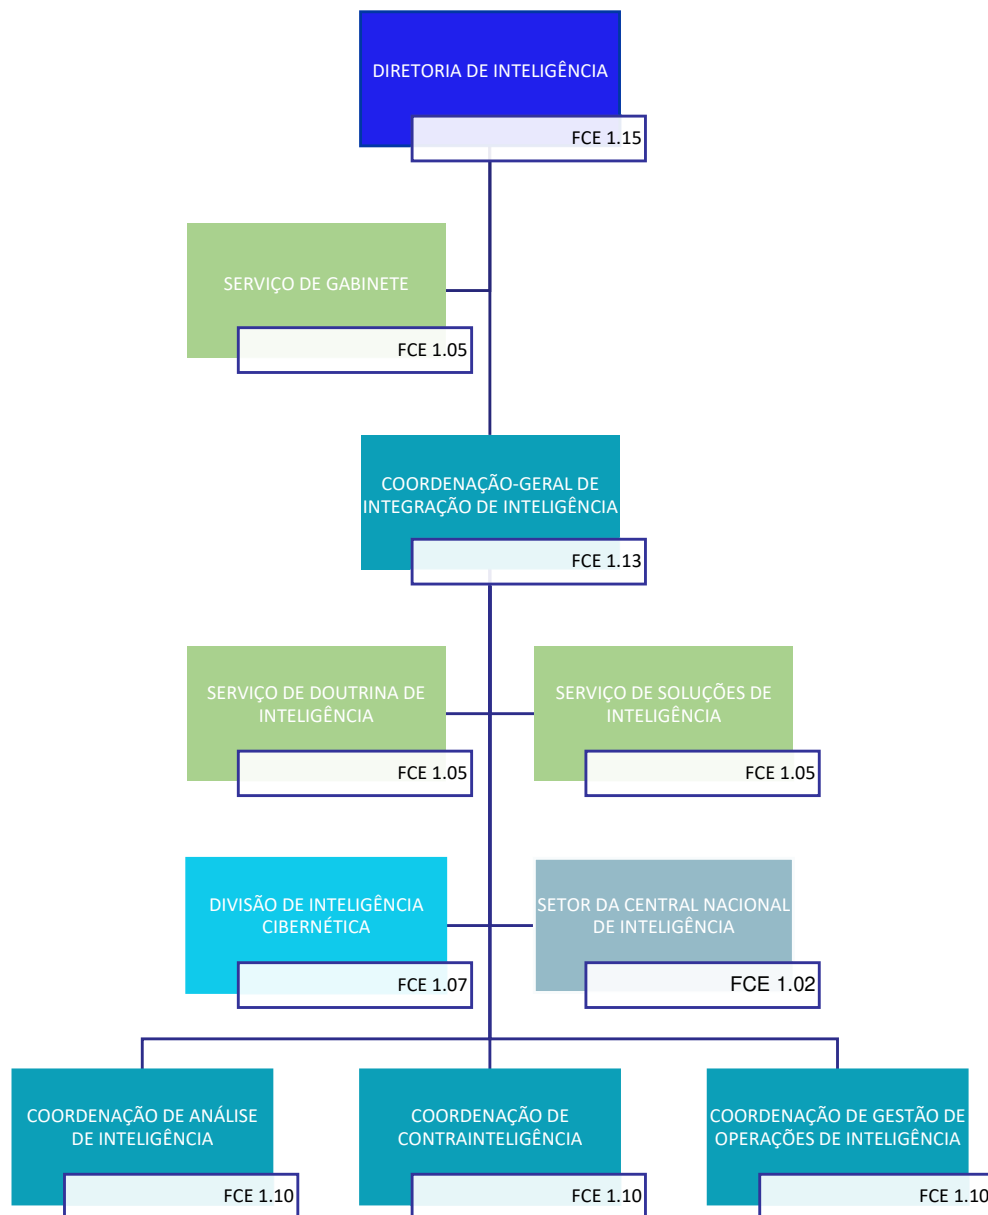 DIRETORIA DE INTELIGÊNCIA
FCE 1.15
SERVIÇO DE GABINETE
FCE 1.05
COORDENAÇÃO-GERAL DE
INTEGRAÇÃO DE INTELIGÊNCIA
FCE 1.13
SERVIÇO DE DOUTRINA DE
INTELIGÊNCIA
FCE 1.05
SERVIÇO DE SOLUÇÕES DE
INTELIGÊNCIA
FCE 1.05
DIVISÃO DE INTELIGÊNCIA
CIBERNÉTICA
FCE 1.07
SETOR DA CENTRAL NACIONAL
DE INTELIGÊNCIA
FCE 1.02
COORDENAÇÃO DE ANÁLISE
DE INTELIGÊNCIA
FCE 1.10
COORDENAÇÃO DE
CONTRAINTELIGÊNCIA
FCE 1.10
COORDENAÇÃO DE GESTÃO DE
OPERAÇÕES DE INTELIGÊNCIA
FCE 1.10